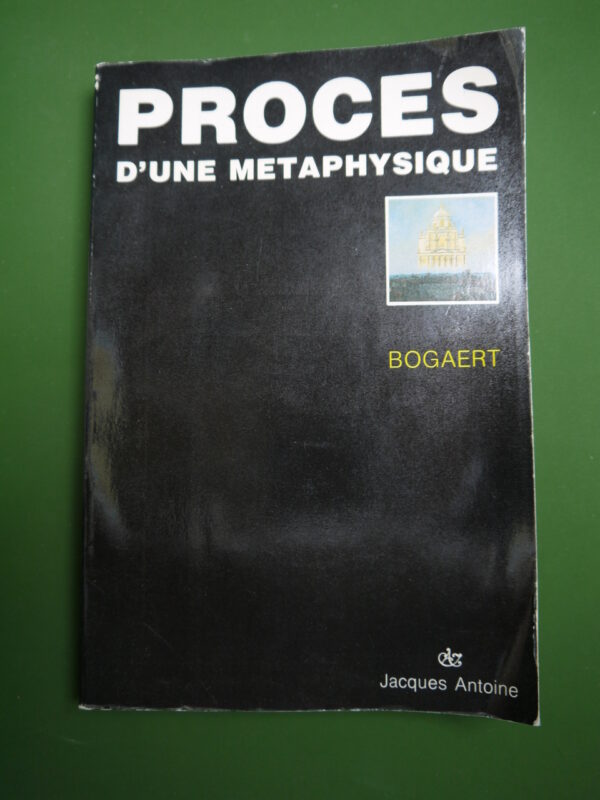 PROCES
D'UNE METAPHYSIQUE
BOGAERT
Jacques Antoine